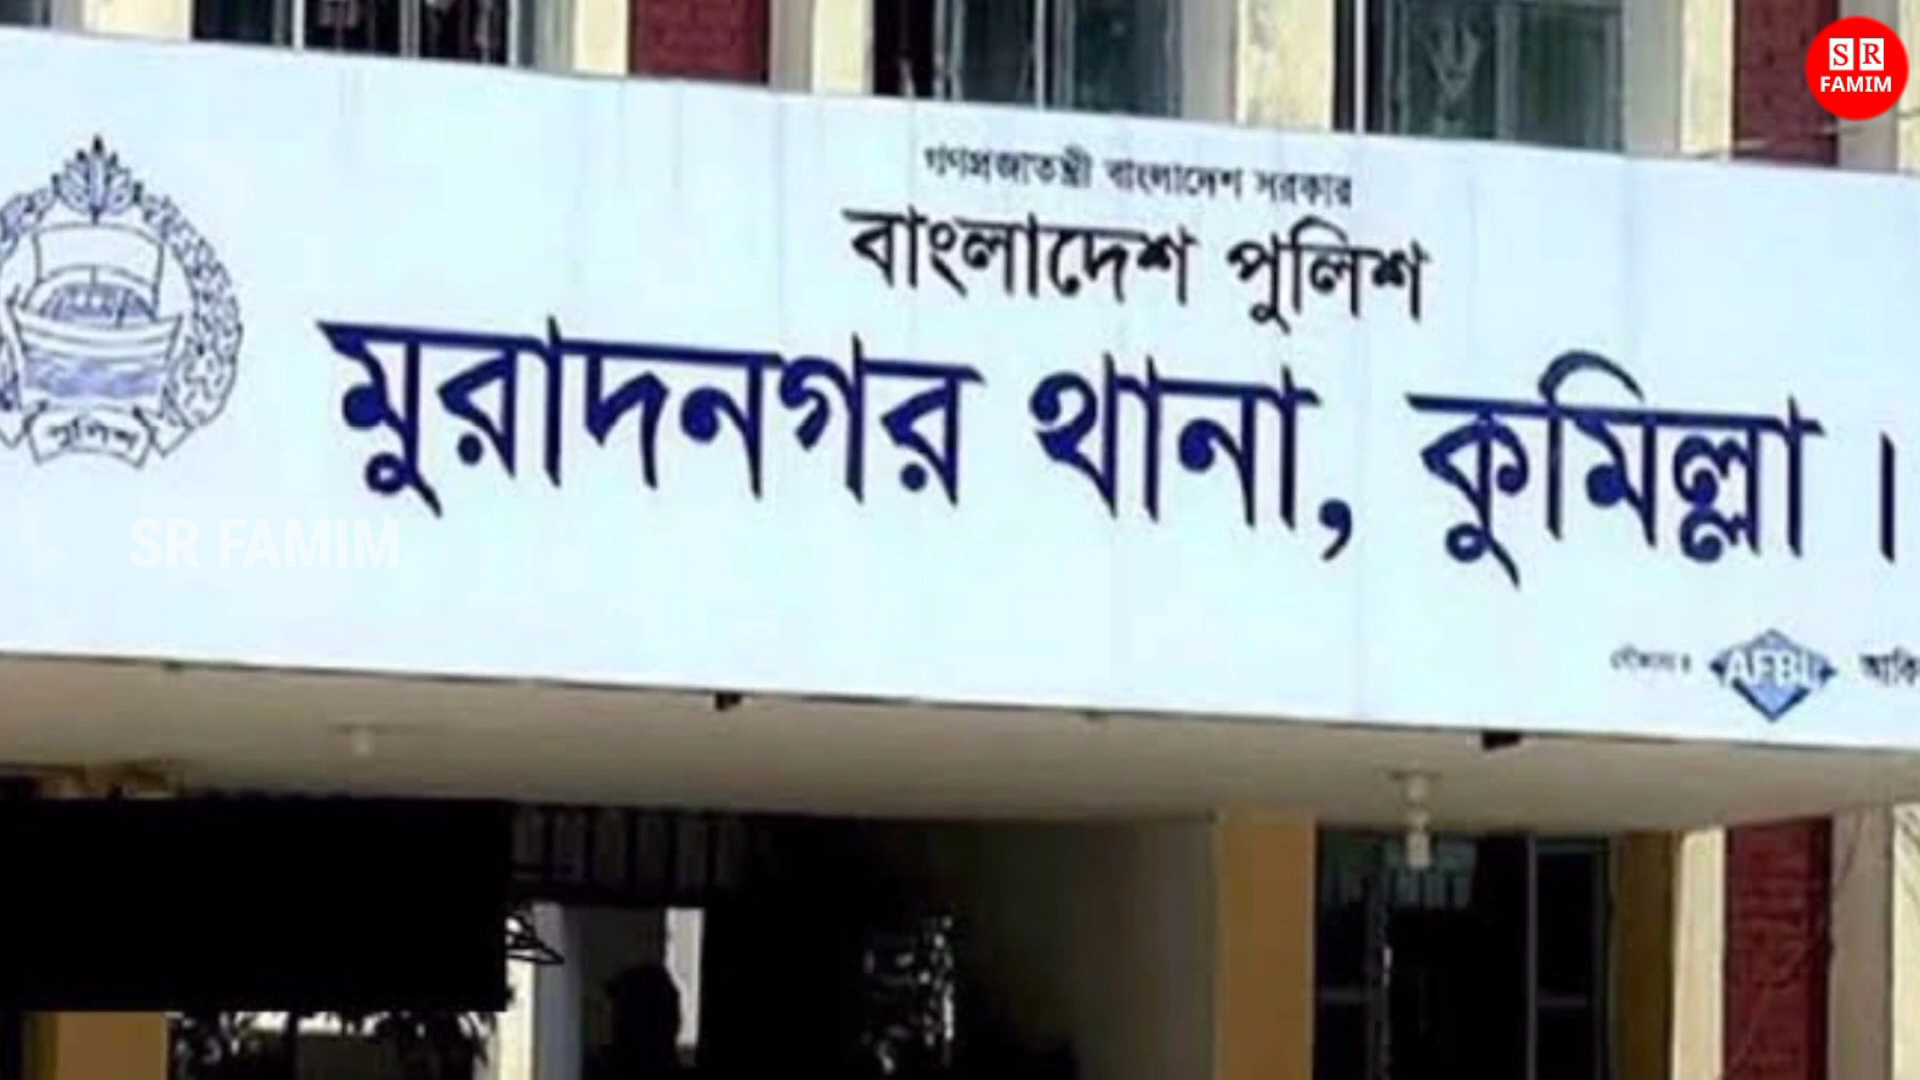 SR
FAMIM
গণপ্রজাতন্ত্রী বাংলাদেশ সরকার
বাংলাদেশ পুলিশ
মুরাদনগর থানা, কুমিল্লা।
পুলিশ
SR FAMIM
AFBL